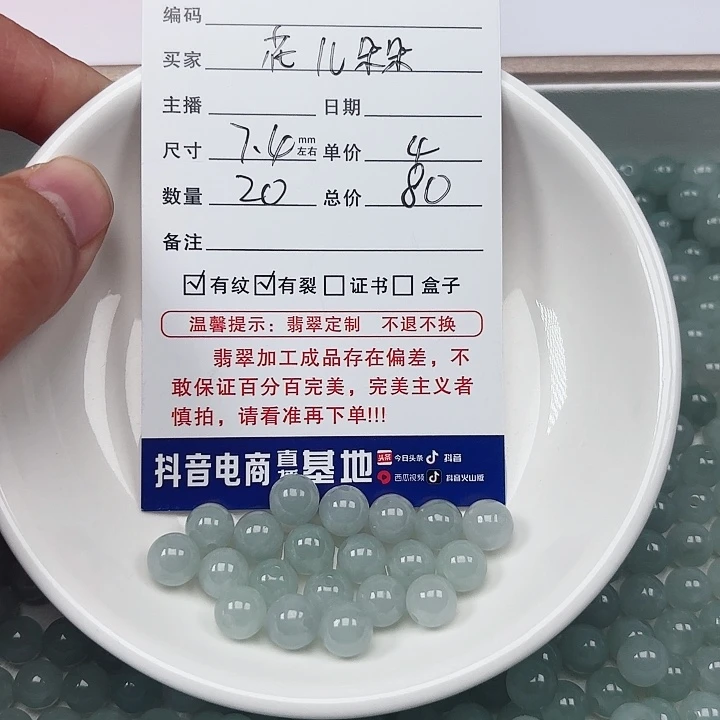 编码
买家 花儿朵朵
主播 日期
尺寸 7.4 mm左右 单价 4
数量 20 总价 80
备注
☑有纹☑有裂☐证书☐盒子
温馨提示：翡翠定制 不退不换
翡翠加工成品存在偏差，不
敢保证百分百完美，完美主义者
慎拍，请看准再下单!!!
抖音电商直播基地 头条 今日头条 抖音
西瓜视频 抖音火山版